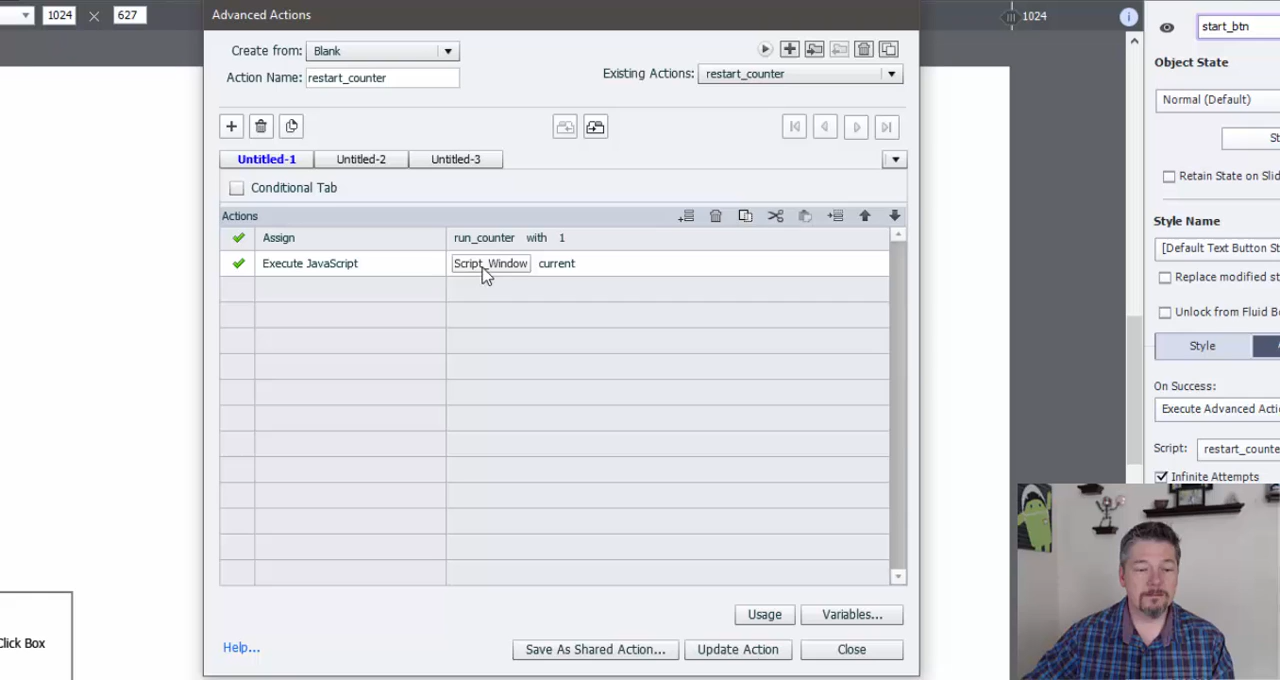 1024 627
Advanced Actions
1024
i
start_btn
Create from: Blank
Action Name: restart_counter
Existing Actions: restart_counter
Object State
Normal (Default)
St
Retain State on Slid
Untitled-1 Untitled-2 Untitled-3
Conditional Tab
Style Name
[Default Text Button St
Replace modified st
Unlock from Fluid B
Actions
Assign run_counter with 1
Execute JavaScript Script_Window current
Style
On Success:
Execute Advanced Actio
Script: restart_counte
Infinite Attempts
Usage Variables...
Click Box
Help... Save As Shared Action... Update Action Close